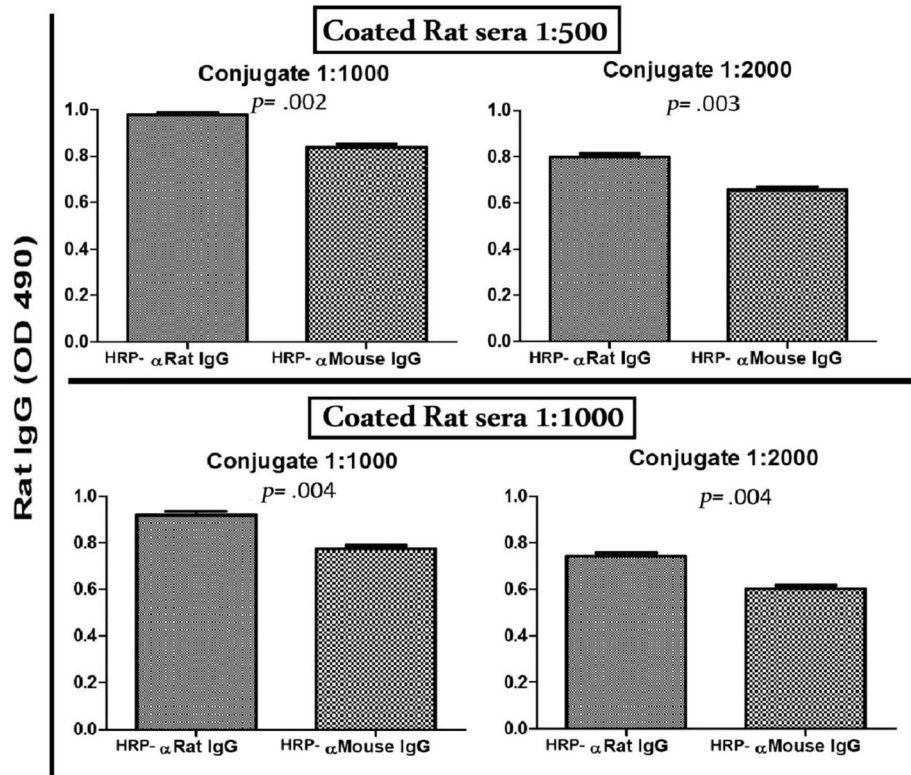 Rat IgG (OD 490)
Coated Rat sera 1:500
Conjugate 1:1000
p= .002
1.0
0.8
0.6
0.4
0.2
0.0
HRP- αRat IgG HRP- αMouse IgG
Conjugate 1:2000
p= .003
1.0
0.8
0.6
0.4
0.2
0.0
HRP- αRat IgG HRP- αMouse IgG
Coated Rat sera 1:1000
Conjugate 1:1000
p= .004
1.0
0.8
0.6
0.4
0.2
0.0
HRP- αRat IgG HRP- αMouse IgG
Conjugate 1:2000
p= .004
1.0
0.8
0.6
0.4
0.2
0.0
HRP- αRat IgG HRP- αMouse IgG